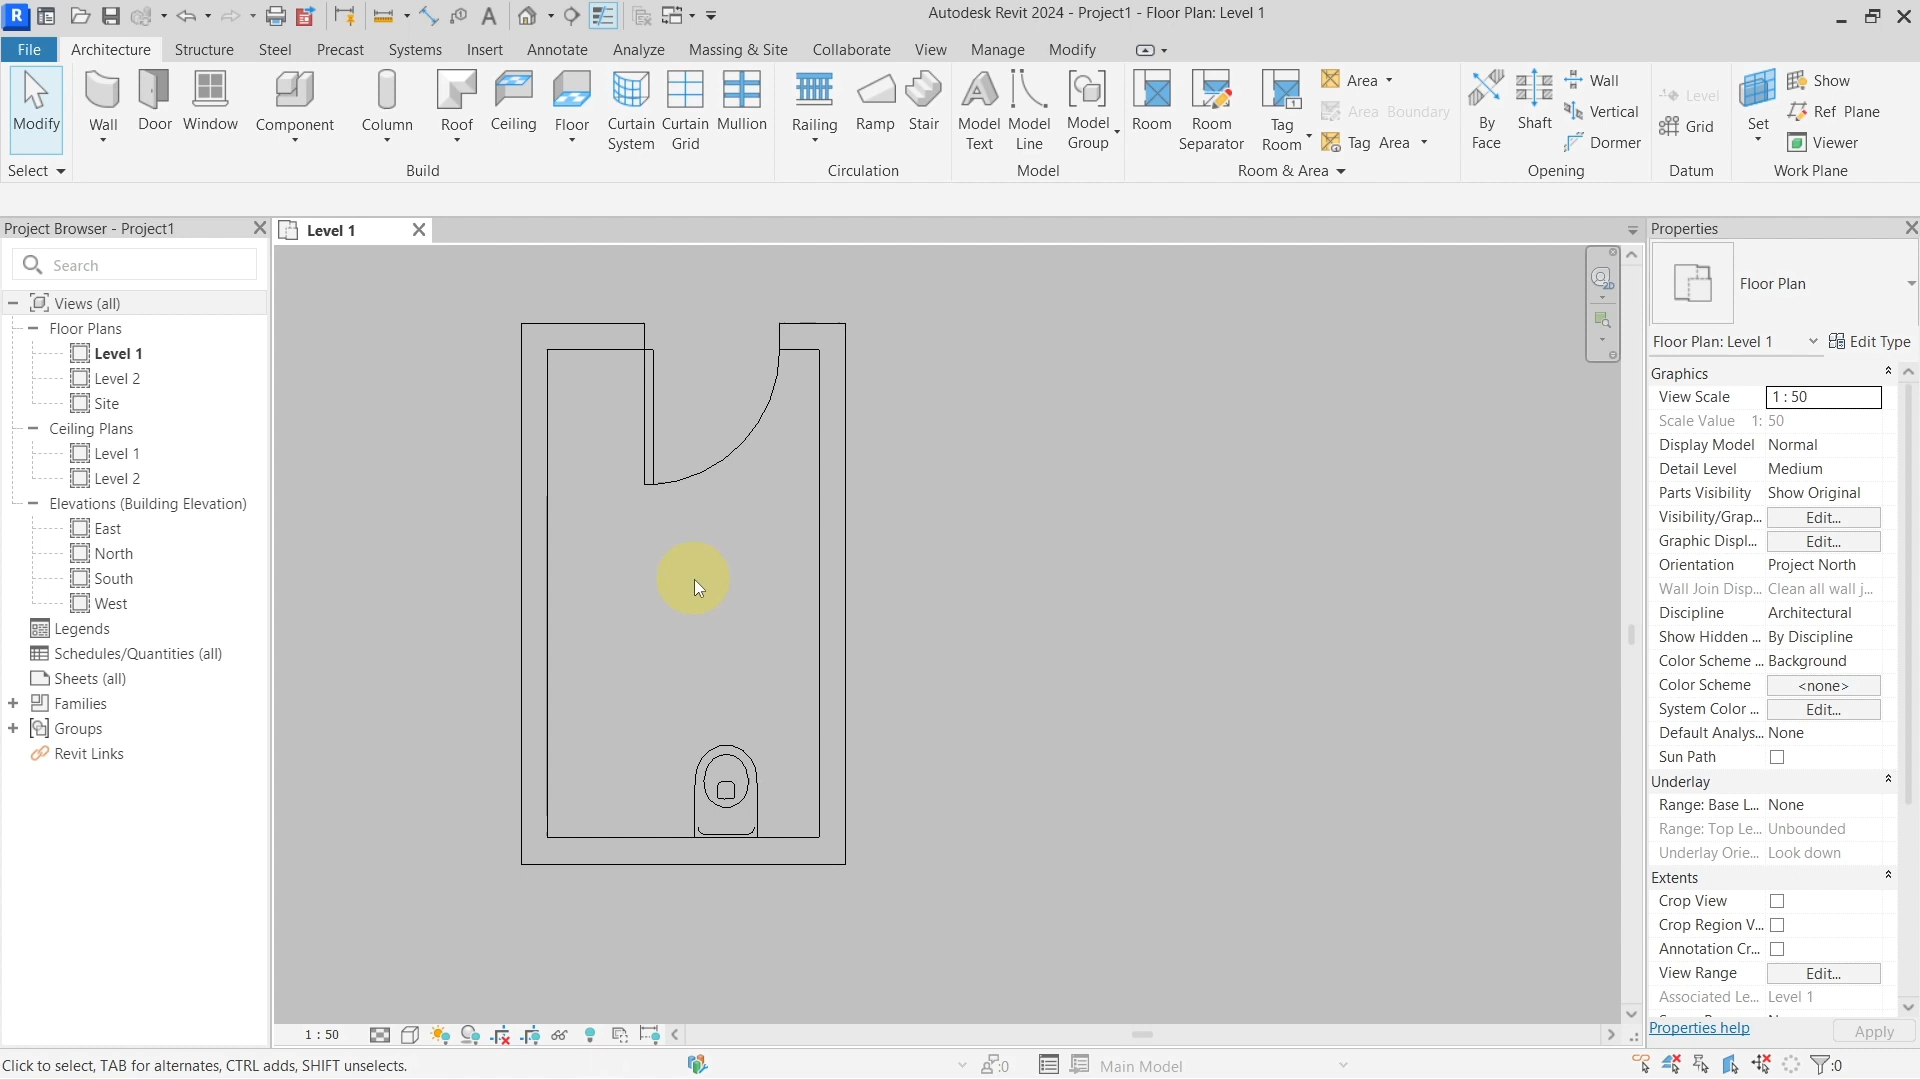 Autodesk Revit 2024 - Project1 - Floor Plan: Level 1
File Architecture Structure Steel Precast Systems Insert Annotate Analyze Massing & Site Collaborate View Manage Modify
Modify
Wall
Door
Window
Component
Column
Roof
Ceiling
Floor
Curtain System
Curtain Grid
Mullion
Railing
Ramp
Stair
Model Text
Model Line
Model Group
Room
Room Separator
Tag Room
Area
Area Boundary
Tag Area
By Face
Shaft
Wall
Vertical
Dormer
Level
Grid
Set
Show
Ref Plane
Viewer
Select
Build
Circulation
Model
Room & Area
Opening
Datum
Work Plane
Project Browser - Project1
Search
Views (all)
Floor Plans
Level 1
Level 2
Site
Ceiling Plans
Level 1
Level 2
Elevations (Building Elevation)
East
North
South
West
Legends
Schedules/Quantities (all)
Sheets (all)
Families
Groups
Revit Links
Level 1
2D
Properties
Floor Plan
Floor Plan: Level 1 Edit Type
Graphics
View Scale 1 : 50
Scale Value 1: 50
Display Model Normal
Detail Level Medium
Parts Visibility Show Original
Visibility/Grap... Edit...
Graphic Displ... Edit...
Orientation Project North
Wall Join Disp... Clean all wall j...
Discipline Architectural
Show Hidden ... By Discipline
Color Scheme ... Background
Color Scheme <none>
System Color ... Edit...
Default Analys... None
Sun Path
Underlay
Range: Base L... None
Range: Top Le... Unbounded
Underlay Orie... Look down
Extents
Crop View
Crop Region V...
Annotation Cr...
View Range Edit...
Associated Le... Level 1
Properties help Apply
1 : 50
Click to select, TAB for alternates, CTRL adds, SHIFT unselects.
:0
Main Model
:0